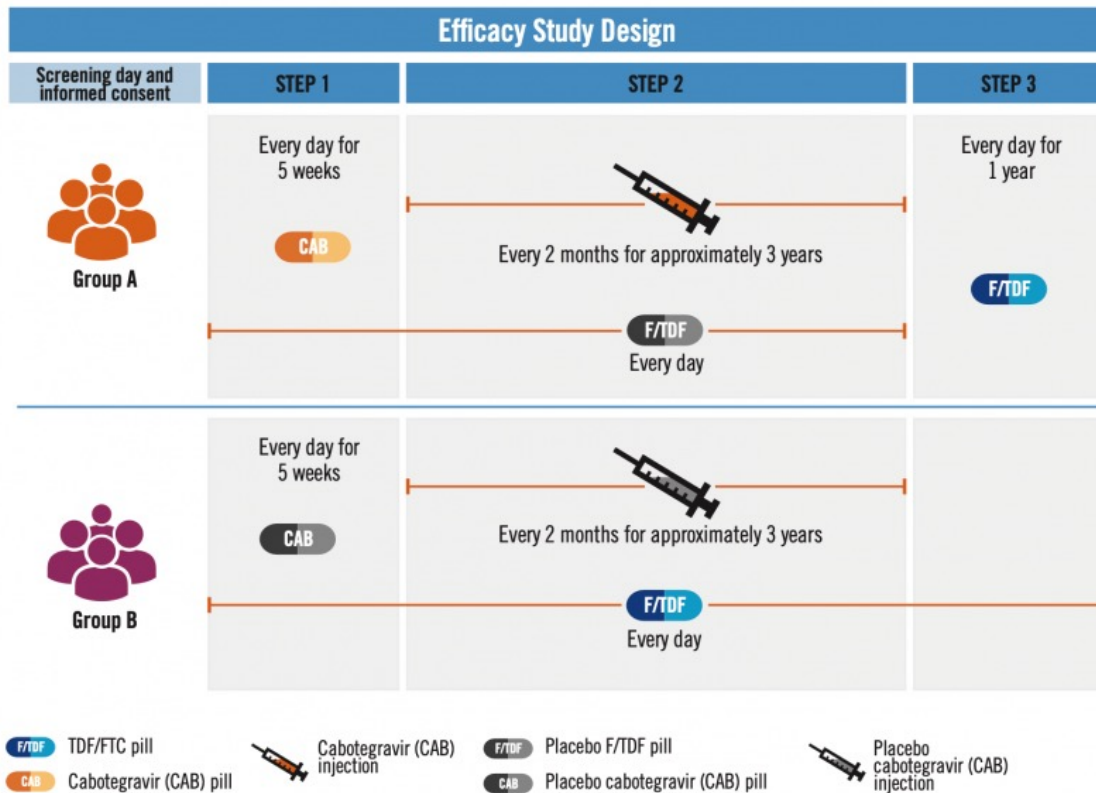 Efficacy Study Design
Screening day and
informed consent
STEP 1
STEP 2
STEP 3
Every day for
5 weeks
CAB
Every 2 months for approximately 3 years
F/TDF
Every day
Every day for
1 year
F/TDF
Group A
Every day for
5 weeks
CAB
Every 2 months for approximately 3 years
F/TDF
Every day
Group B
F/TDF
TDF/FTC pill
CAB
Cabotegravir (CAB) pill
Cabotegravir (CAB)
injection
F/TDF
Placebo F/TDF pill
CAB
Placebo cabotegravir (CAB) pill
Placebo
cabotegravir (CAB)
injection